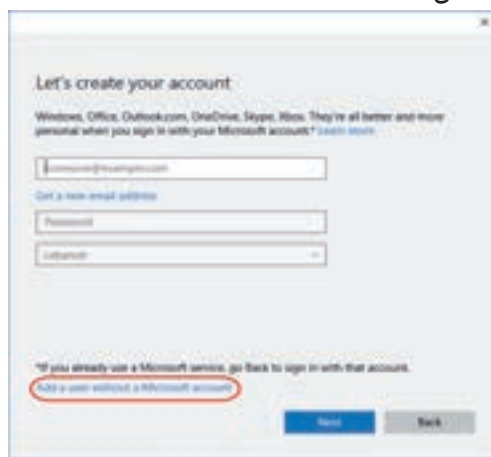 Let's create your account
Windows, Office, Outlook.com, OneDrive, Skype, Xbox. They're all better and more
personal when you sign in with your Microsoft account.* Learn more
someone@example.com
Get a new email address
Password
Lebanon
*If you already use a Microsoft service, go Back to sign in with that account.
Add a user without a Microsoft account
Next
Back